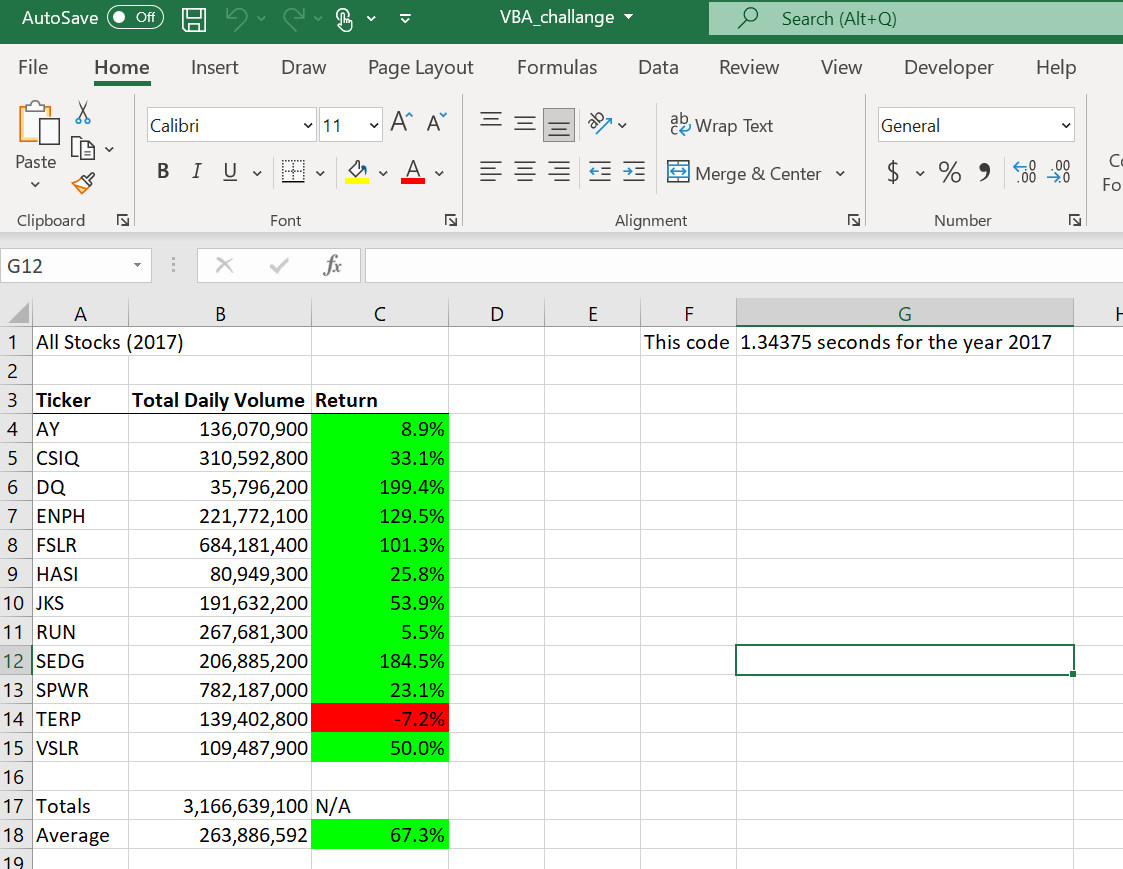 AutoSave Off VBA_challange Search (Alt+Q)
File Home Insert Draw Page Layout Formulas Data Review View Developer Help
Paste
Clipboard
Calibri 11 A^ Aˇ
B I U A
Font
ab Wrap Text
Merge & Center
Alignment
General
$ % 9 .00 .00
Number
G12 fx
A B C D E F G
1 All Stocks (2017) This code 1.34375 seconds for the year 2017
2
3 Ticker Total Daily Volume Return
4 AY 136,070,900 8.9%
5 CSIQ 310,592,800 33.1%
6 DQ 35,796,200 199.4%
7 ENPH 221,772,100 129.5%
8 FSLR 684,181,400 101.3%
9 HASI 80,949,300 25.8%
10 JKS 191,632,200 53.9%
11 RUN 267,681,300 5.5%
12 SEDG 206,885,200 184.5%
13 SPWR 782,187,000 23.1%
14 TERP 139,402,800 -7.2%
15 VSLR 109,487,900 50.0%
16
17 Totals 3,166,639,100 N/A
18 Average 263,886,592 67.3%
19